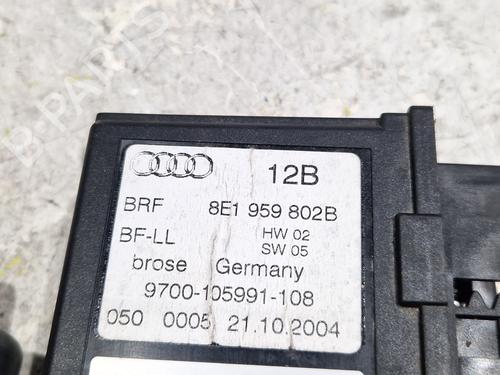 12B
BRF 8E1 959 802B
BF-LL HW 02
SW 05
brose Germany
9700-105991-108
050 0005 21.10.2004
B-PARTS